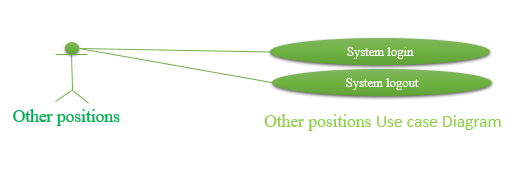 System login
System logout
Other positions
Other positions Use case Diagram